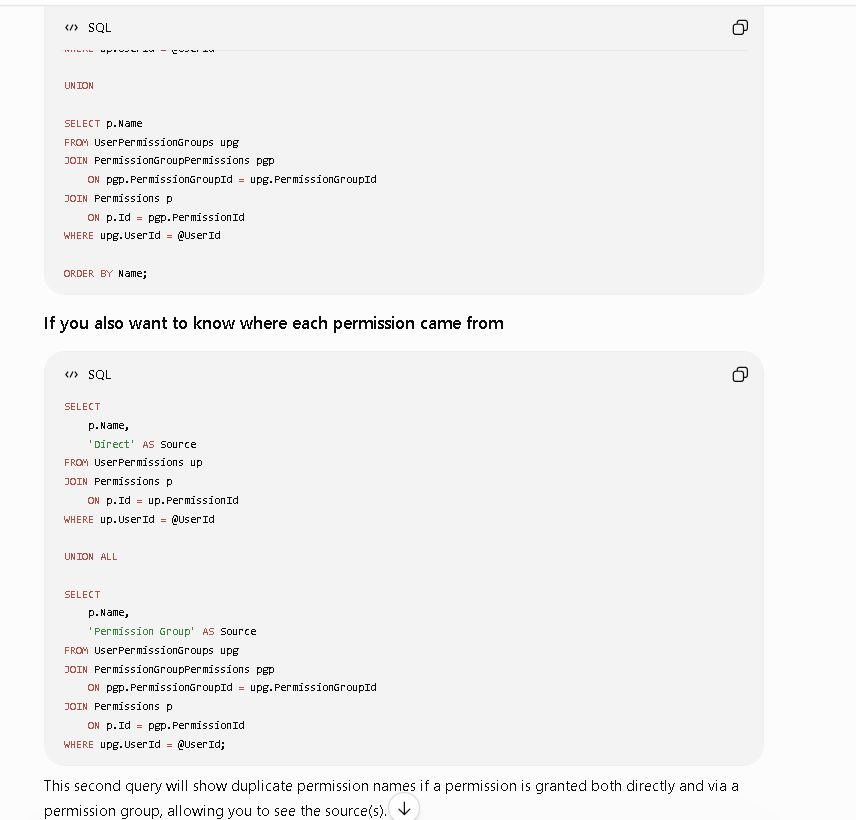 </> SQL
WHERE up.UserId = @UserId
UNION
SELECT p.Name
FROM UserPermissionGroups upg
JOIN PermissionGroupPermissions pgp
    ON pgp.PermissionGroupId = upg.PermissionGroupId
JOIN Permissions p
    ON p.Id = pgp.PermissionId
WHERE upg.UserId = @UserId
ORDER BY Name;
If you also want to know where each permission came from
</> SQL
SELECT
    p.Name,
    'Direct' AS Source
FROM UserPermissions up
JOIN Permissions p
    ON p.Id = up.PermissionId
WHERE up.UserId = @UserId
UNION ALL
SELECT
    p.Name,
    'Permission Group' AS Source
FROM UserPermissionGroups upg
JOIN PermissionGroupPermissions pgp
    ON pgp.PermissionGroupId = upg.PermissionGroupId
JOIN Permissions p
    ON p.Id = pgp.PermissionId
WHERE upg.UserId = @UserId;
This second query will show duplicate permission names if a permission is granted both directly and via a
permission group, allowing you to see the source(s).